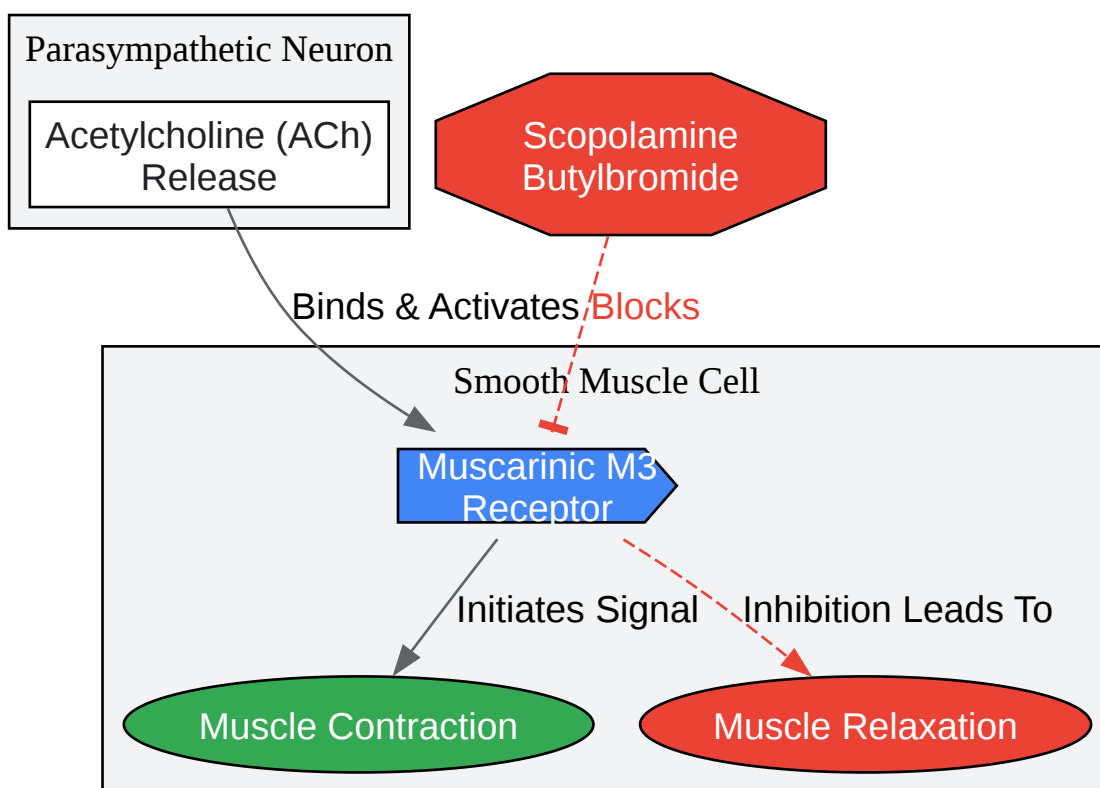 Parasympathetic Neuron
Acetylcholine (ACh)
Release
Scopolamine
Butylbromide
Binds & Activates
Blocks
Smooth Muscle Cell
Muscarinic M3
Receptor
Initiates Signal
Inhibition Leads To
Muscle Contraction
Muscle Relaxation